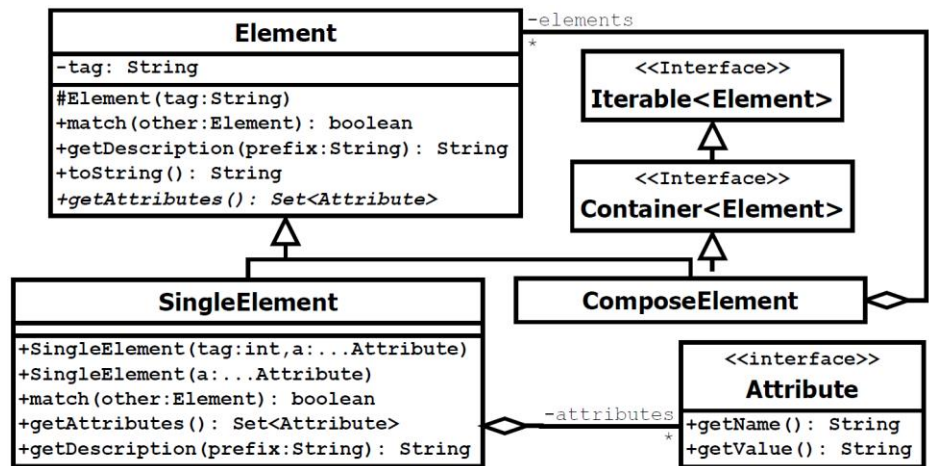 Element
-tag: String
#Element(tag:String)
+match(other:Element): boolean
+getDescription(prefix:String): String
+toString(): String
+getAttributes(): Set<Attribute>
-elements
*
<<Interface>>
Iterable<Element>
<<Interface>>
Container<Element>
SingleElement
+SingleElement(tag:int,a:...Attribute)
+SingleElement(a:...Attribute)
+match(other:Element): boolean
+getAttributes(): Set<Attribute>
+getDescription(prefix:String): String
ComposeElement
-attributes
*
<<interface>>
Attribute
+getName(): String
+getValue(): String